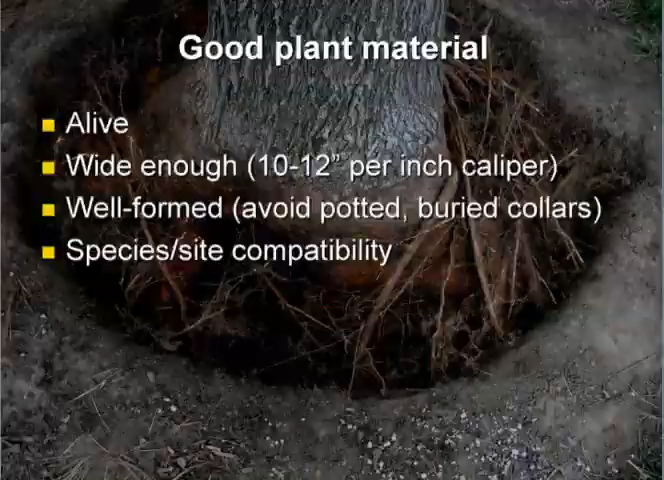 Good plant material
Alive
Wide enough (10-12” per inch caliper)
Well-formed (avoid potted, buried collars)
Species/site compatibility